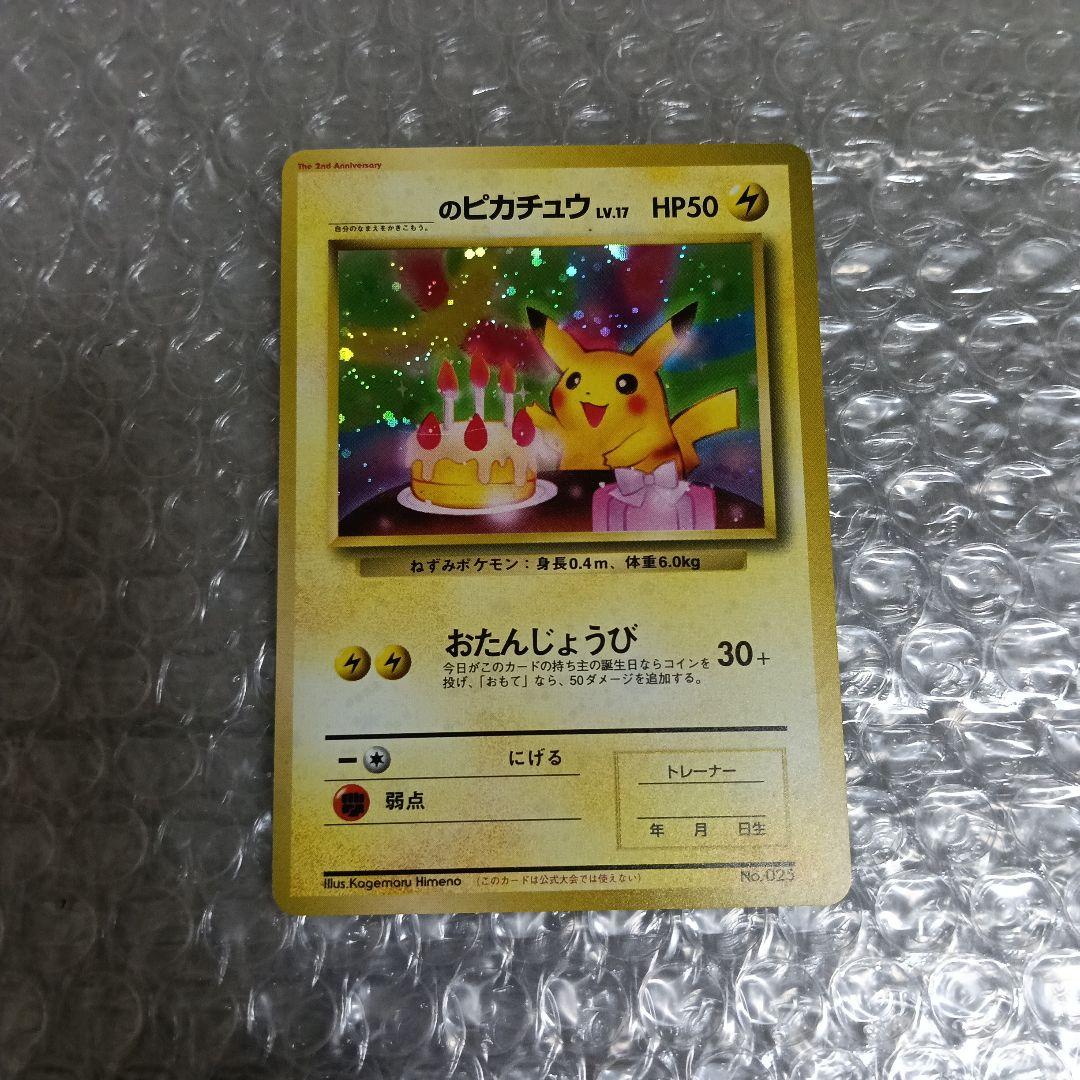 The 2nd Anniversary
のピカチュウ LV.17 HP50
自分のなまえをかきこもう。
ねずみポケモン：身長0.4m、体重6.0kg
おたんじょうび
今日がこのカードの持ち主の誕生日ならコインを
投げ、「おもて」なら、50ダメージを追加する。
30+
にげる
弱点
トレーナー
年 月 日生
Illus.Kagemaru Himeno （このカードは公式大会では使えない） No.025